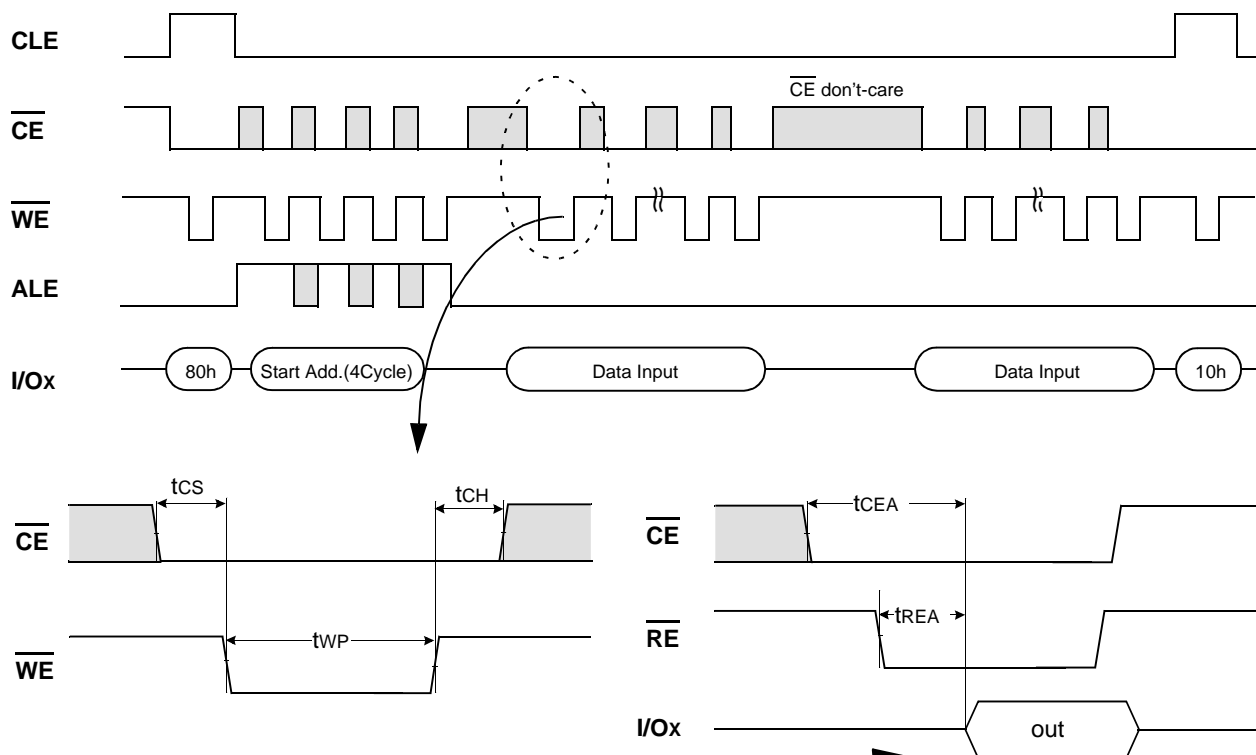 CLE
CE don't-care
CE
WE
ALE
I/Ox
80h
Start Add.(4Cycle)
Data Input
Data Input
10h
tCS
tCH
CE
tWP
WE
tCEA
CE
tREA
RE
I/Ox
out